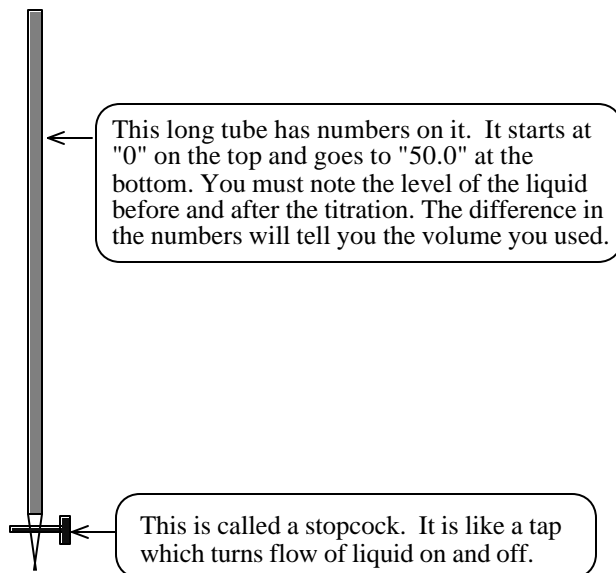 This long tube has numbers on it.  It starts at
"0" on the top and goes to "50.0" at the
bottom. You must note the level of the liquid
before and after the titration. The difference in
the numbers will tell you the volume you used.
This is called a stopcock.  It is like a tap
which turns flow of liquid on and off.